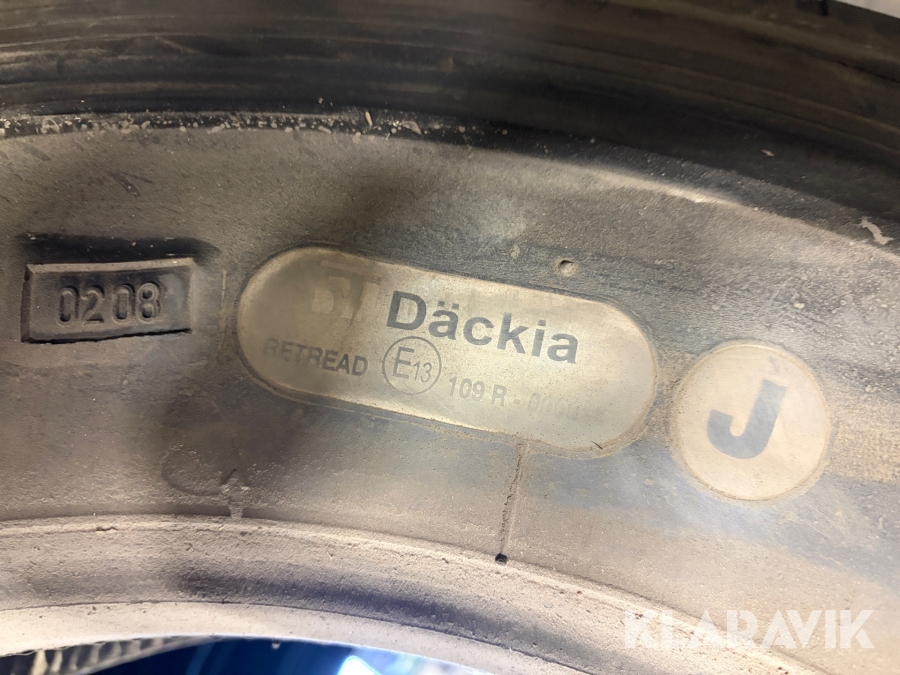 0208
Däckia
RETREAD E13 109 R -
J
KLARAVIK